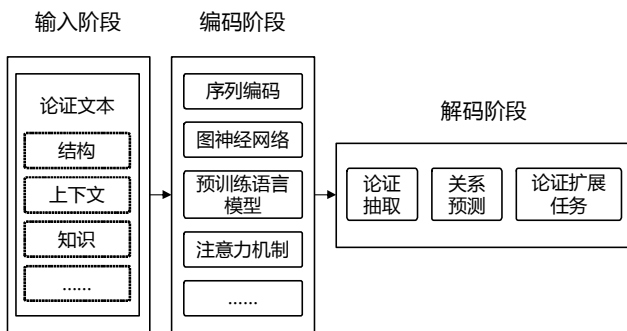 输入阶段
论证文本
结构
上下文
知识
......
编码阶段
序列编码
图神经网络
预训练语言
模型
注意力机制
......
解码阶段
论证
抽取
关系
预测
论证扩展
任务